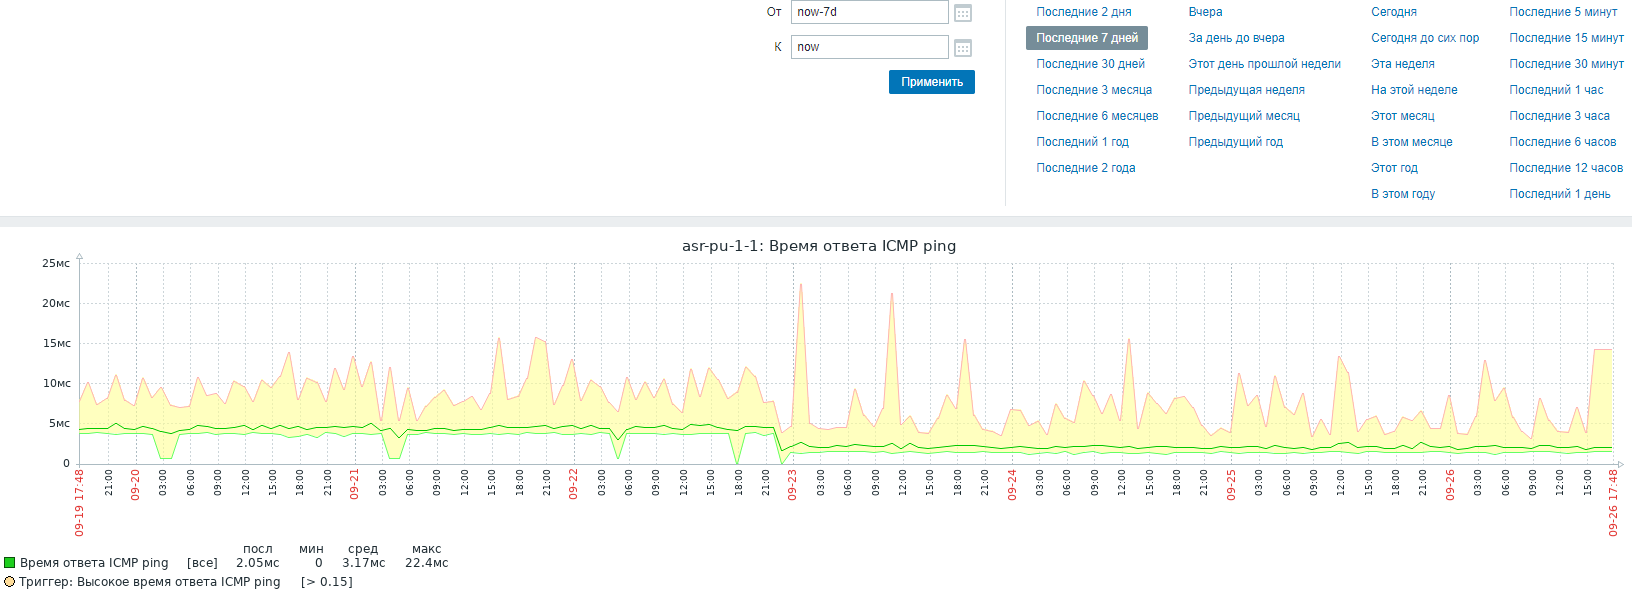 От now-7d
К now
Применить
Последние 2 дня Вчера Сегодня Последние 5 минут
Последние 7 дней За день до вчера Сегодня до сих пор Последние 15 минут
Последние 30 дней Этот день прошлой недели Эта неделя Последние 30 минут
Последние 3 месяца Предыдущая неделя На этой неделе Последний 1 час
Последние 6 месяцев Предыдущий месяц Этот месяц Последние 3 часа
Последний 1 год Предыдущий год В этом месяце Последние 6 часов
Последние 2 года Этот год Последние 12 часов
В этом году Последний 1 день
asr-pu-1-1: Время ответа ICMP ping
25мс
20мс
15мс
10мс
5мс
0
09-19 17:48 21:00 09-20 03:00 06:00 09:00 12:00 15:00 18:00 21:00 09-21 03:00 06:00 09:00 12:00 15:00 18:00 21:00 09-22 03:00 06:00 09:00 12:00 15:00 18:00 21:00 09-23 03:00 06:00 09:00 12:00 15:00 18:00 21:00 09-24 03:00 06:00 09:00 12:00 15:00 18:00 21:00 09-25 03:00 06:00 09:00 12:00 15:00 18:00 21:00 09-26 03:00 06:00 09:00 12:00 15:00 09-26 17:48
посл мин сред макс
Время ответа ICMP ping [все] 2.05мс 0 3.17мс 22.4мс
Триггер: Высокое время ответа ICMP ping [> 0.15]